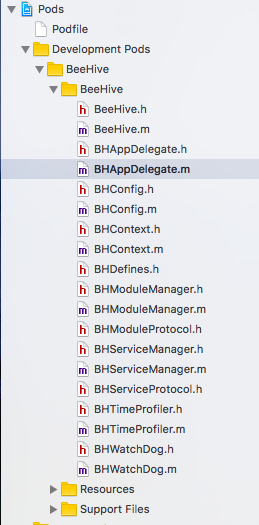 Pods
Podfile
Development Pods
BeeHive
BeeHive
h BeeHive.h
m BeeHive.m
h BHAppDelegate.h
m BHAppDelegate.m
h BHConfig.h
m BHConfig.m
h BHContext.h
m BHContext.m
h BHDefines.h
h BHModuleManager.h
m BHModuleManager.m
h BHModuleProtocol.h
h BHServiceManager.h
m BHServiceManager.m
h BHServiceProtocol.h
h BHTimeProfiler.h
m BHTimeProfiler.m
h BHWatchDog.h
m BHWatchDog.m
Resources
Support Files